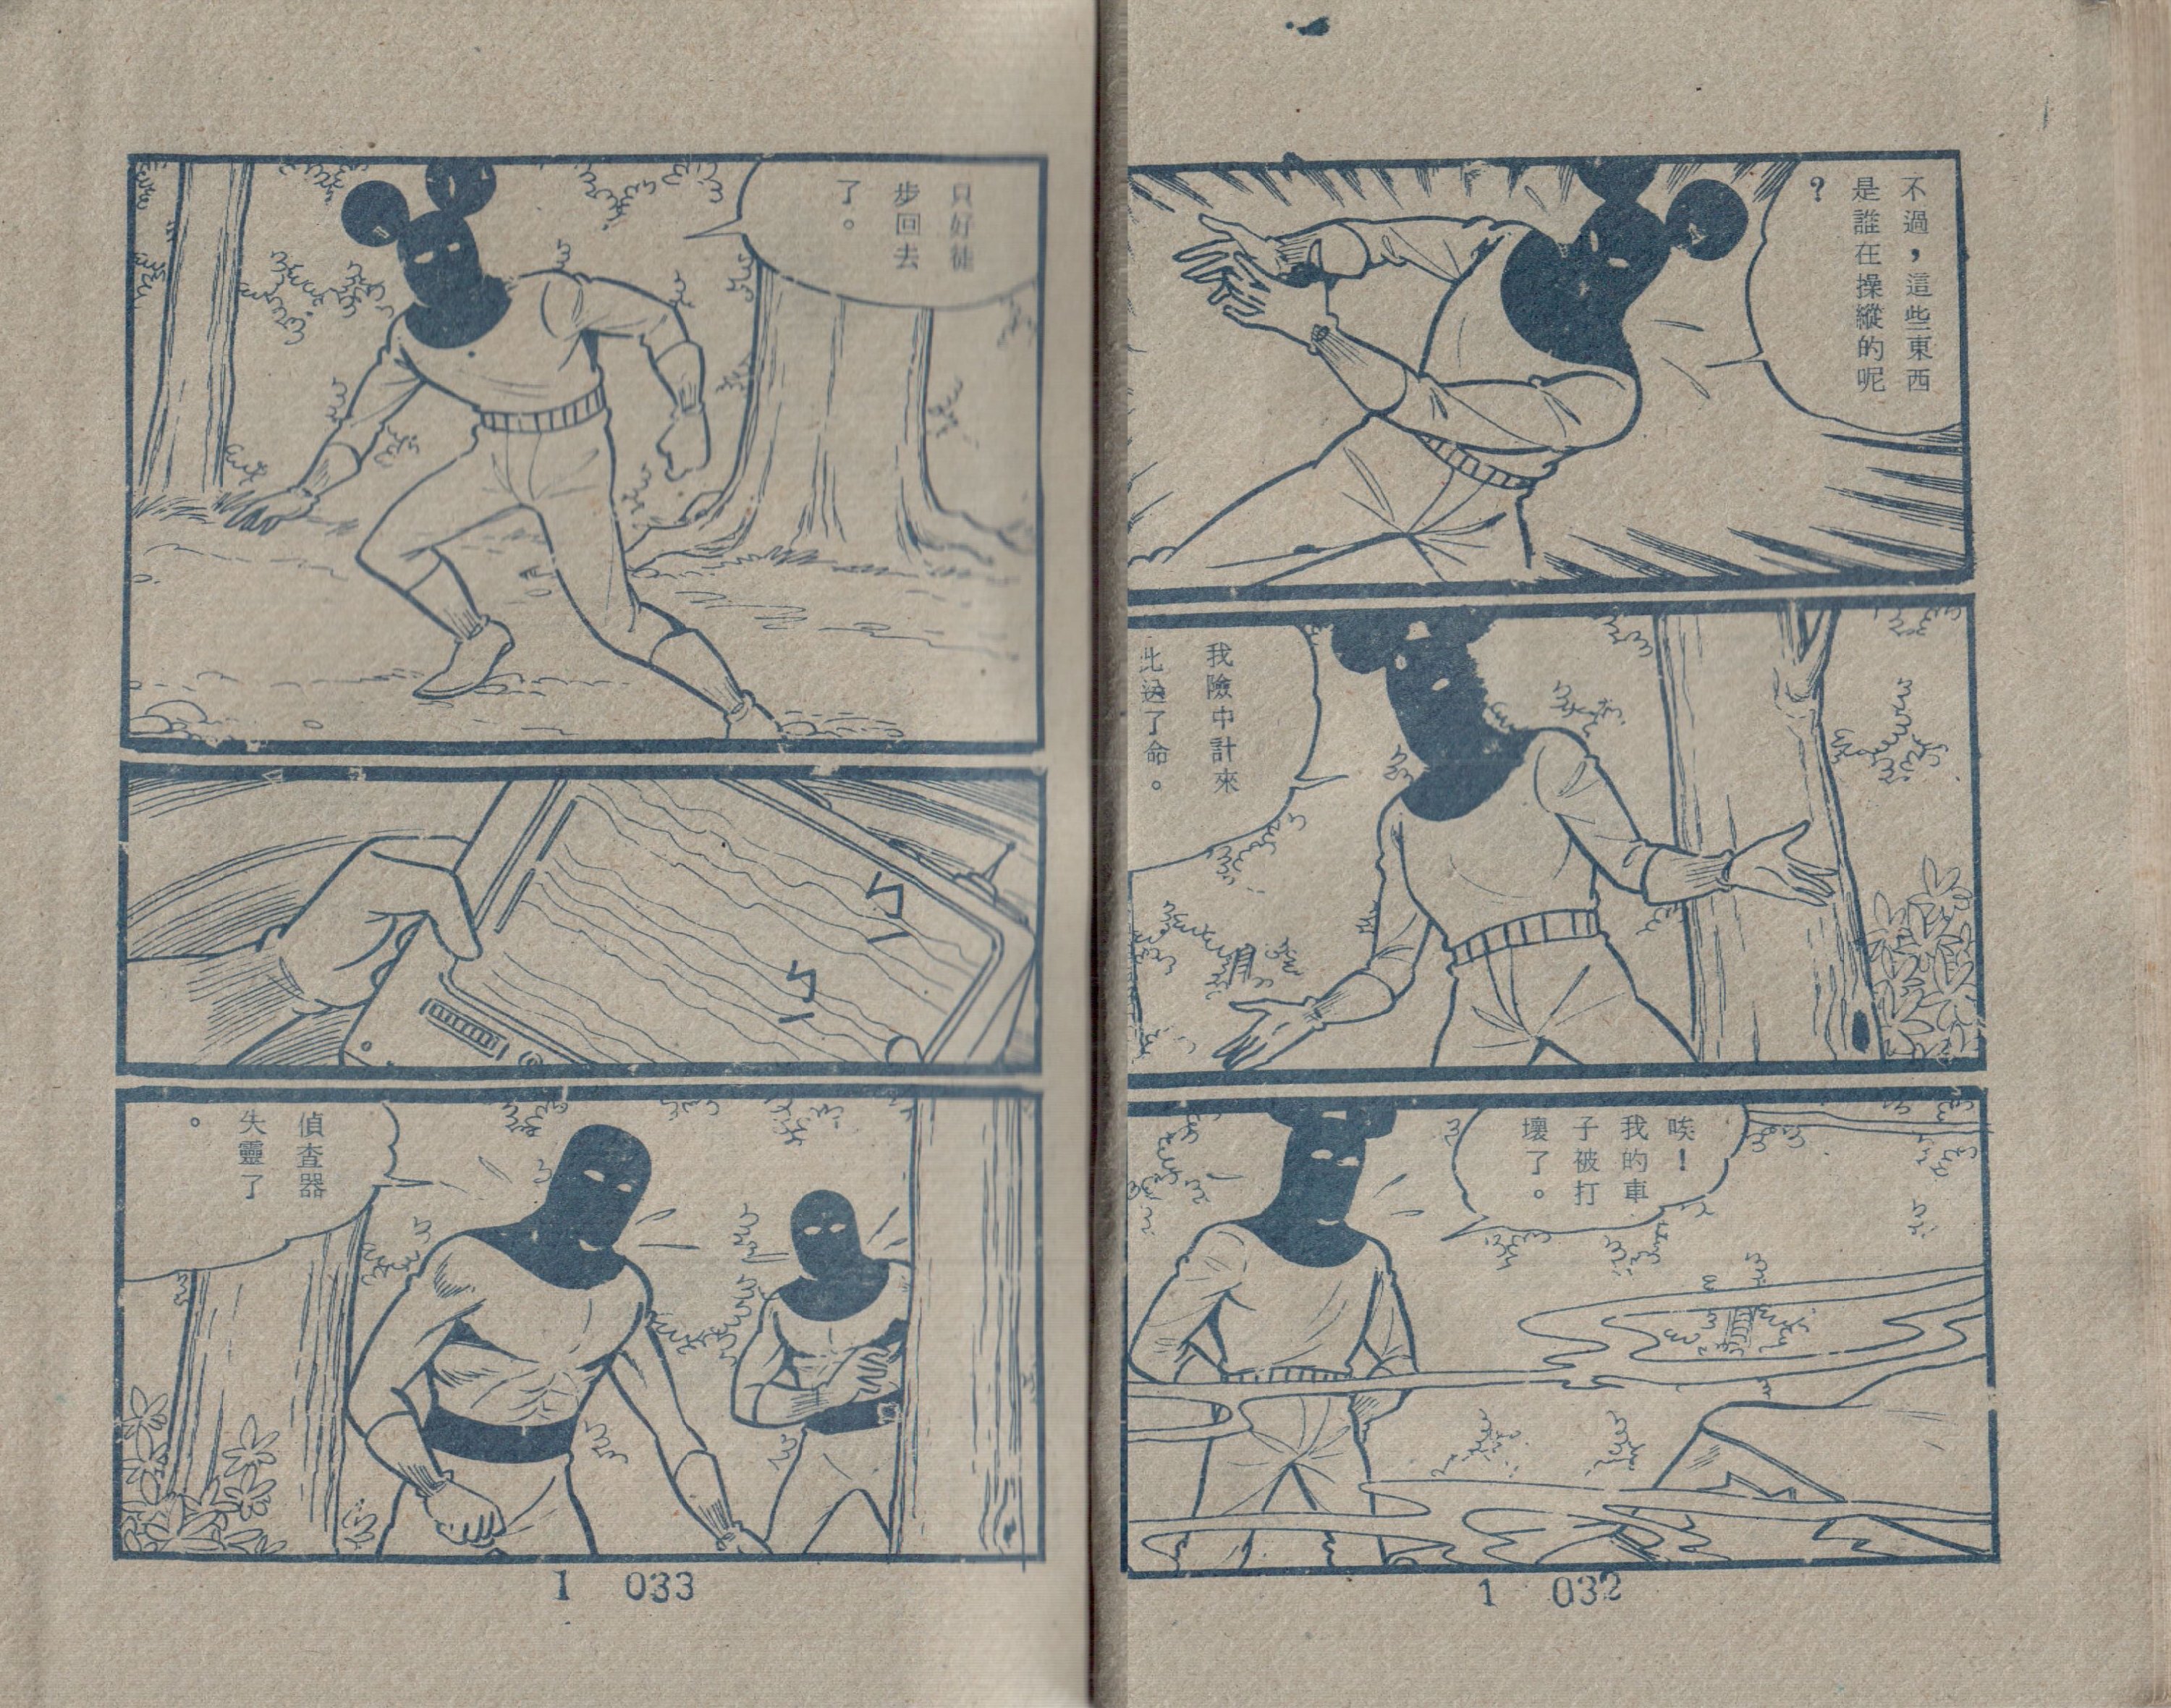 不過，這些東西
是誰在操縱的呢
？
我險中計來
此送了命。
唉！
我的車
子被打
壞了。
1 032
只好徒
步回去
了。
ㄣ
ㄣ
偵查器
失靈了
。
1 033